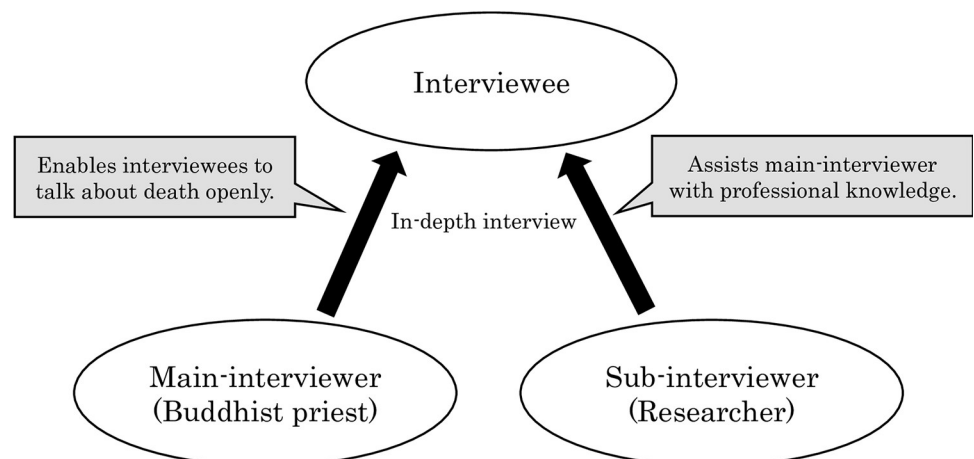 Interviewee
Enables interviewees to
talk about death openly.
Assists main-interviewer
with professional knowledge.
In-depth interview
Main-interviewer
(Buddhist priest)
Sub-interviewer
(Researcher)